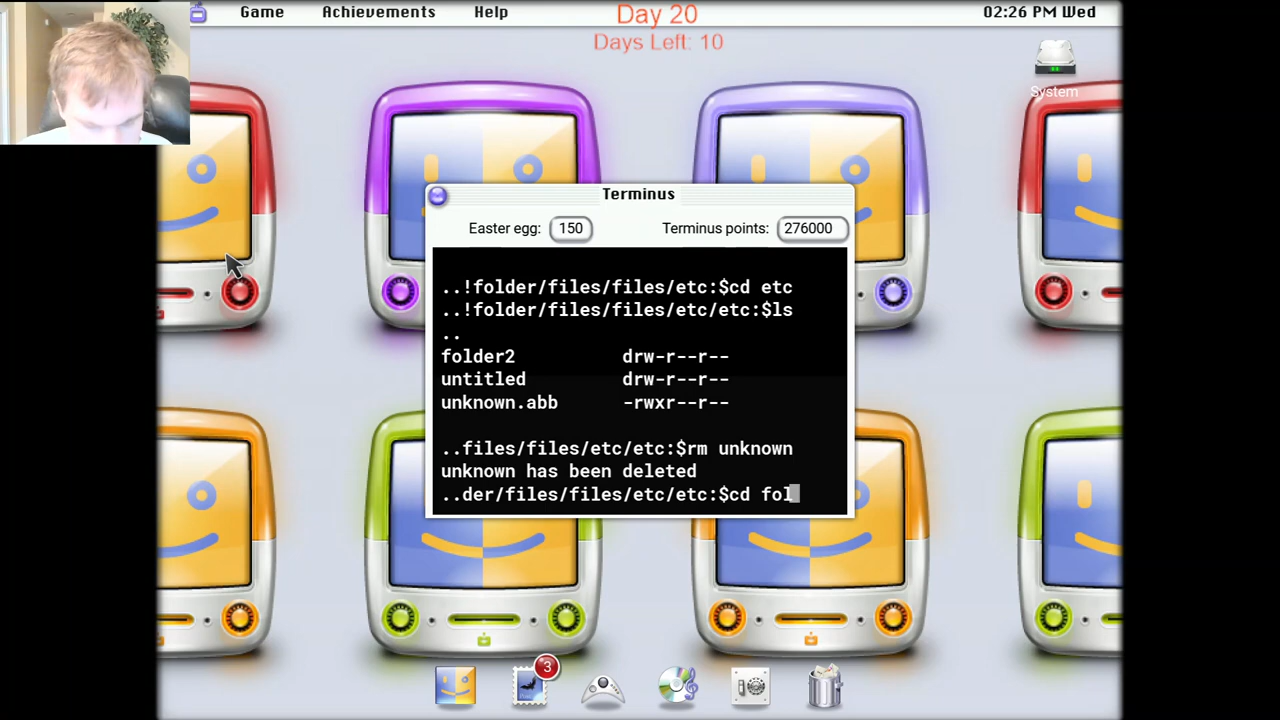 Game Achievements Help Day 20 02:26 PM Wed
Days Left: 10
System
Terminus
Easter egg: 150 Terminus points: 276000
..!folder/files/files/etc:$cd etc
..!folder/files/files/etc/etc:$ls
..
folder2 drw-r--r--
untitled drw-r--r--
unknown.abb -rwxr--r--
..files/files/etc/etc:$rm unknown
unknown has been deleted
..der/files/files/etc/etc:$cd fol
3